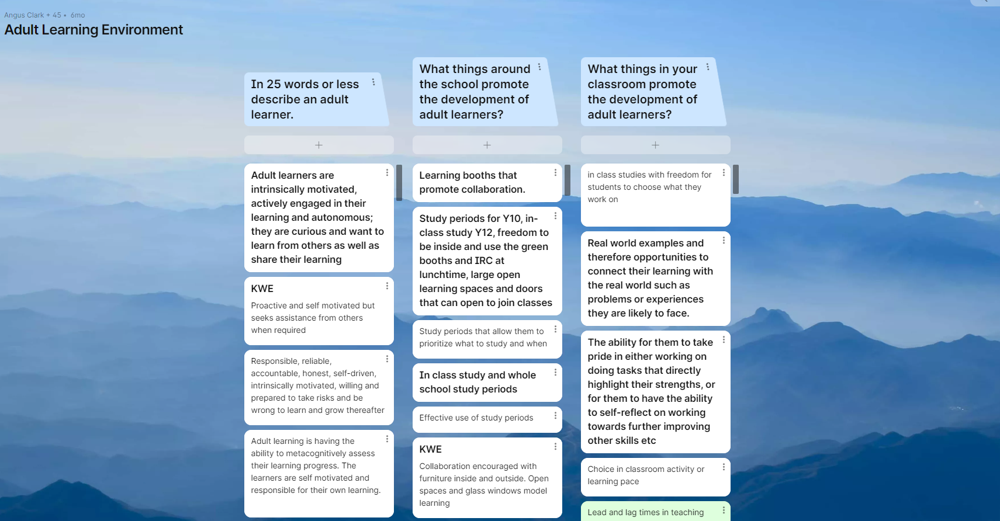 Angus Clark + 45 • 6mo
Adult Learning Environment
In 25 words or less
describe an adult
learner.
Adult learners are
intrinsically motivated,
actively engaged in their
learning and autonomous;
they are curious and want to
learn from others as well as
share their learning
KWE
Proactive and self motivated but
seeks assistance from others
when required
Responsible, reliable,
accountable, honest, self-driven,
intrinsically motivated, willing and
prepared to take risks and be
wrong to learn and grow thereafter
Adult learning is having the
ability to metacognitively assess
their learning progress. The
learners are self motivated and
responsible for their own learning.
What things around
the school promote
the development of
adult learners?
Learning booths that
promote collaboration.
Study periods for Y10, in-
class study Y12, freedom to
be inside and use the green
booths and IRC at
lunchtime, large open
learning spaces and doors
that can open to join classes
Study periods that allow them to
prioritize what to study and when
In class study and whole
school study periods
Effective use of study periods
KWE
Collaboration encouraged with
furniture inside and outside. Open
spaces and glass windows model
learning
What things in your
classroom promote
the development of
adult learners?
in class studies with freedom for
students to choose what they
work on
Real world examples and
therefore opportunities to
connect their learning with
the real world such as
problems or experiences
they are likely to face.
The ability for them to take
pride in either working on
doing tasks that directly
highlight their strengths, or
for them to have the ability
to self-reflect on working
towards further improving
other skills etc
Choice in classroom activity or
learning pace
Lead and lag times in teaching